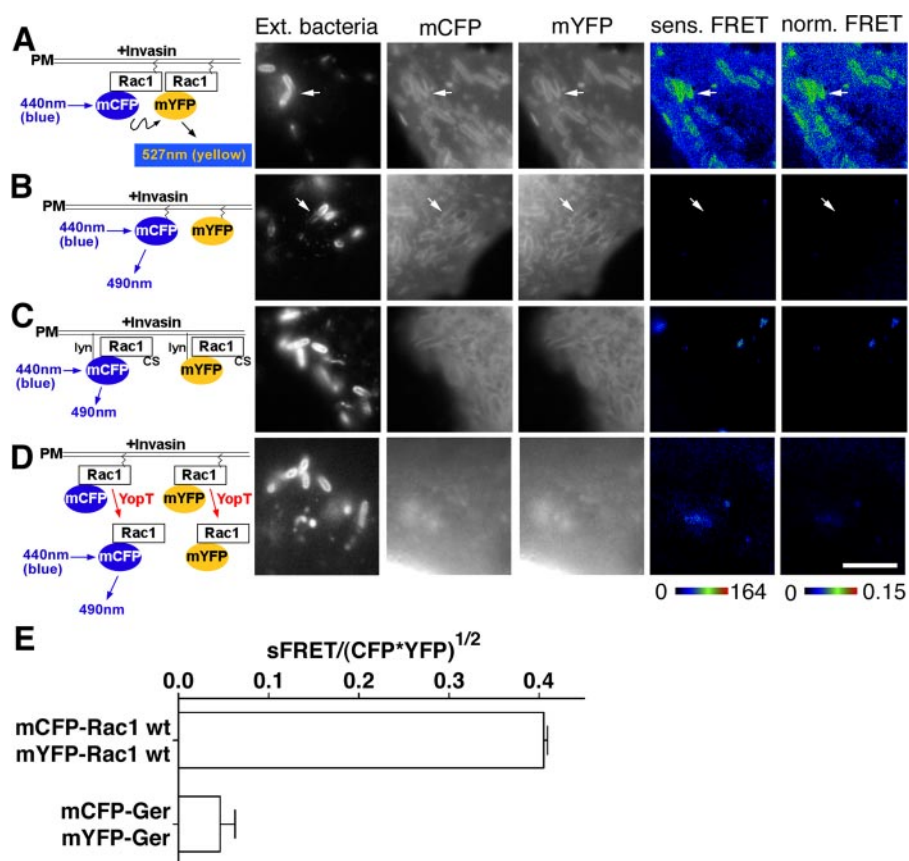 Ext. bacteria mCFP mYFP sens. FRET norm. FRET
A
+Invasin
PM
Rac1 Rac1
440nm
(blue)
mCFP mYFP
527nm (yellow)
B
+Invasin
PM
440nm
(blue)
mCFP mYFP
490nm
C
+Invasin
PM
lyn Rac1 lyn Rac1
CS CS
440nm
(blue)
mCFP mYFP
490nm
D
+Invasin
PM
Rac1 Rac1
mCFP YopT mYFP YopT
Rac1 Rac1
440nm
(blue)
mCFP mYFP
490nm
0 164 0 0.15
E
sFRET/(CFP*YFP)1/2
0.0 0.1 0.2 0.3 0.4
mCFP-Rac1 wt
mYFP-Rac1 wt
mCFP-Ger
mYFP-Ger